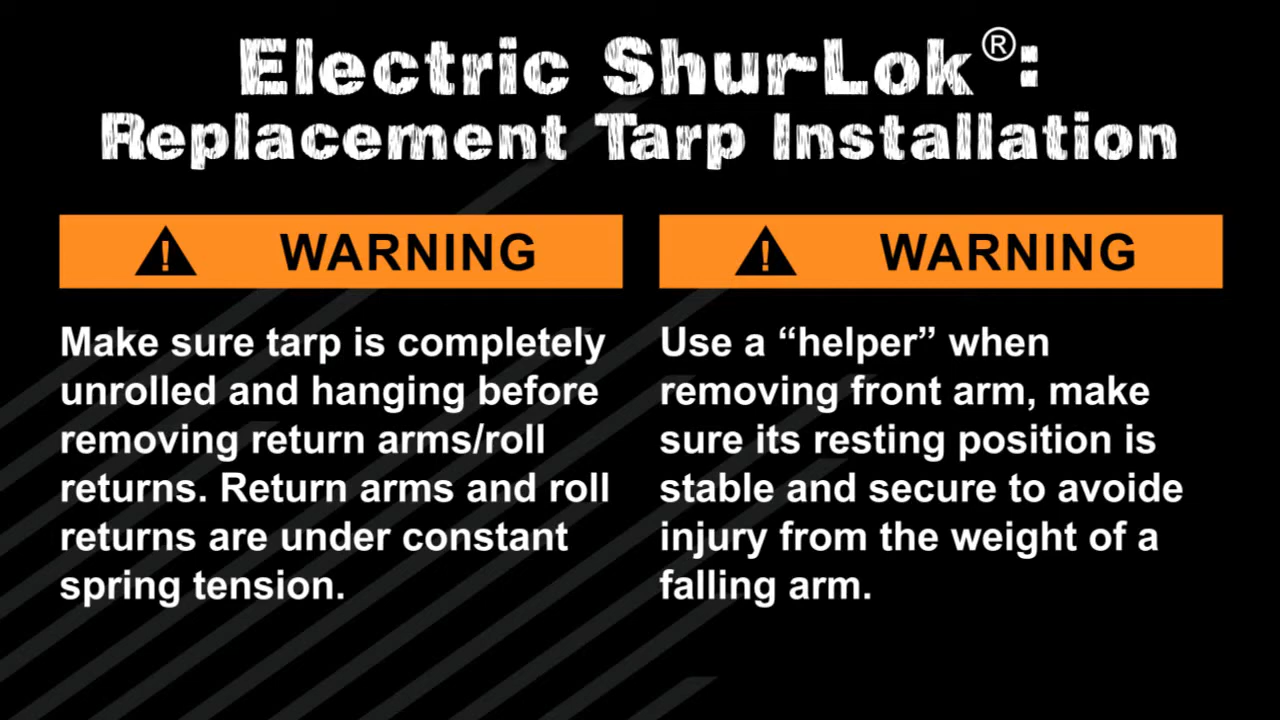 Electric Shur-Lok®:
Replacement Tarp Installation
WARNING
Make sure tarp is completely
unrolled and hanging before
removing return arms/roll
returns. Return arms and roll
returns are under constant
spring tension.
WARNING
Use a “helper” when
removing front arm, make
sure its resting position is
stable and secure to avoide
injury from the weight of a
falling arm.